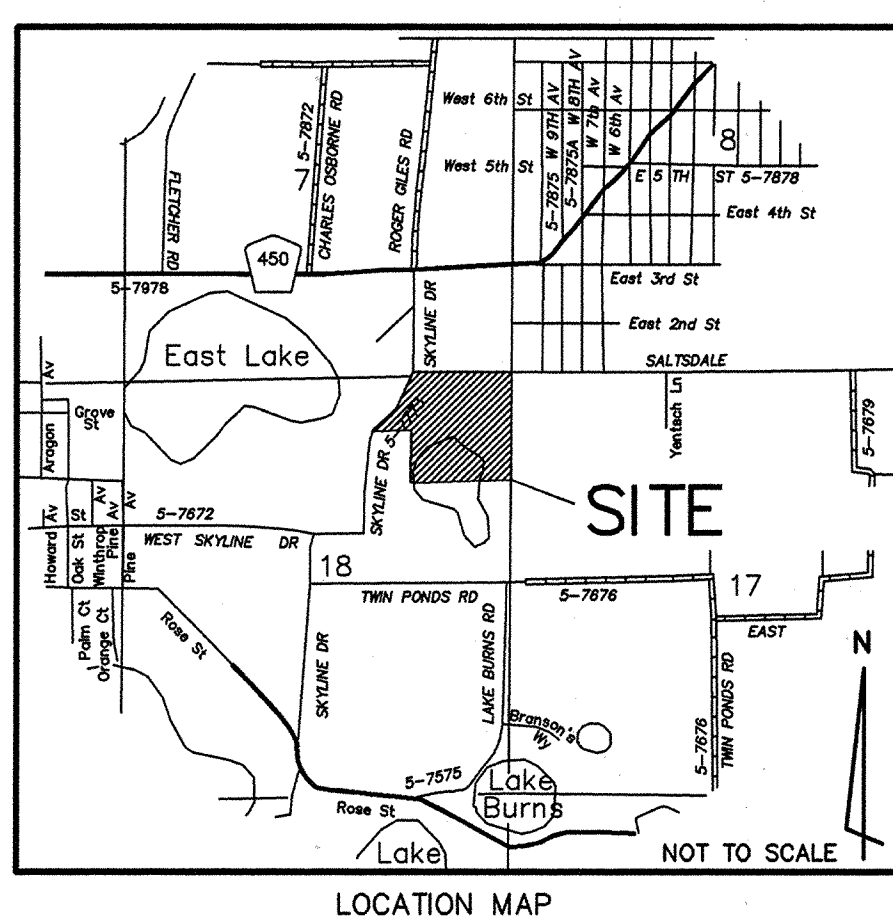 West 6th St
West 5th St
5-7875 W 9TH AV
5-7875A W 8TH AV
W 7th Av
W 6th Av
E 5 TH ST 5-7878
East 4th St
East 3rd St
East 2nd St
FLETCHER RD
5-7872
7
CHARLES OSBORNE RD
ROGER GILES RD
450
5-7978
SKYLINE DR
East Lake
SALTSDALE
Av
Aragon
Grove St
Yentsch Ln
5-7679
SKYLINE DR
SITE
Howard Av
Oak St
St
Winthrop Av
Pine Av
Pine
5-7672
WEST SKYLINE DR
18
17
TWIN PONDS RD
5-7676
EAST
Palm Ct
Orange Ct
Rose St
SKYLINE DR
LAKE BURNS RD
Branson's Wy
5-7676
TWIN PONDS RD
N
5-7575
Lake Burns
Rose St
Lake
NOT TO SCALE
LOCATION MAP